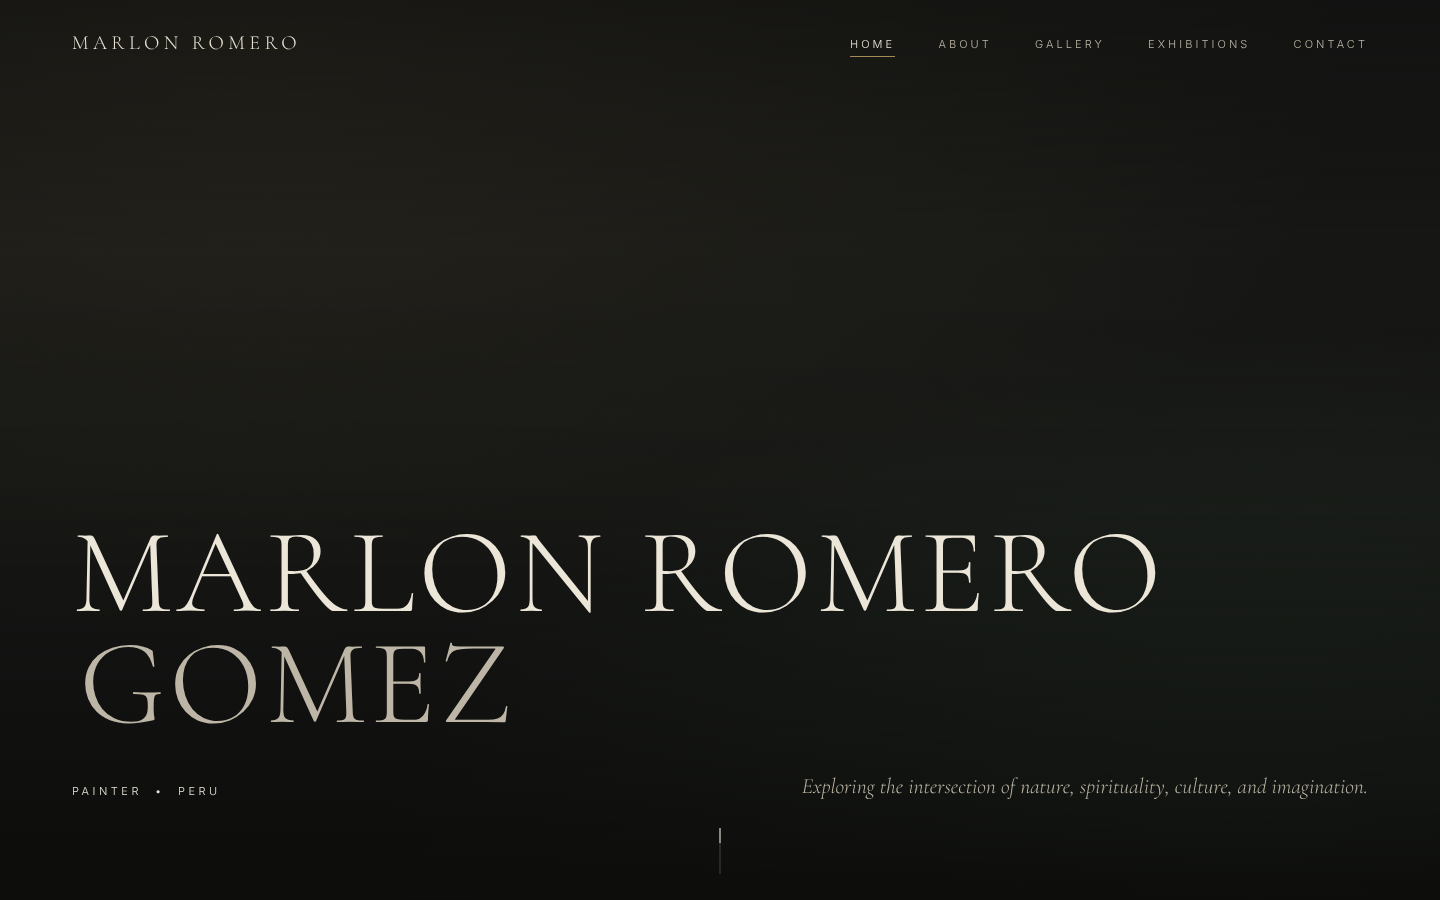 MARLON ROMERO
HOME ABOUT GALLERY EXHIBITIONS CONTACT
MARLON ROMERO
GOMEZ
PAINTER • PERU
Exploring the intersection of nature, spirituality, culture, and imagination.